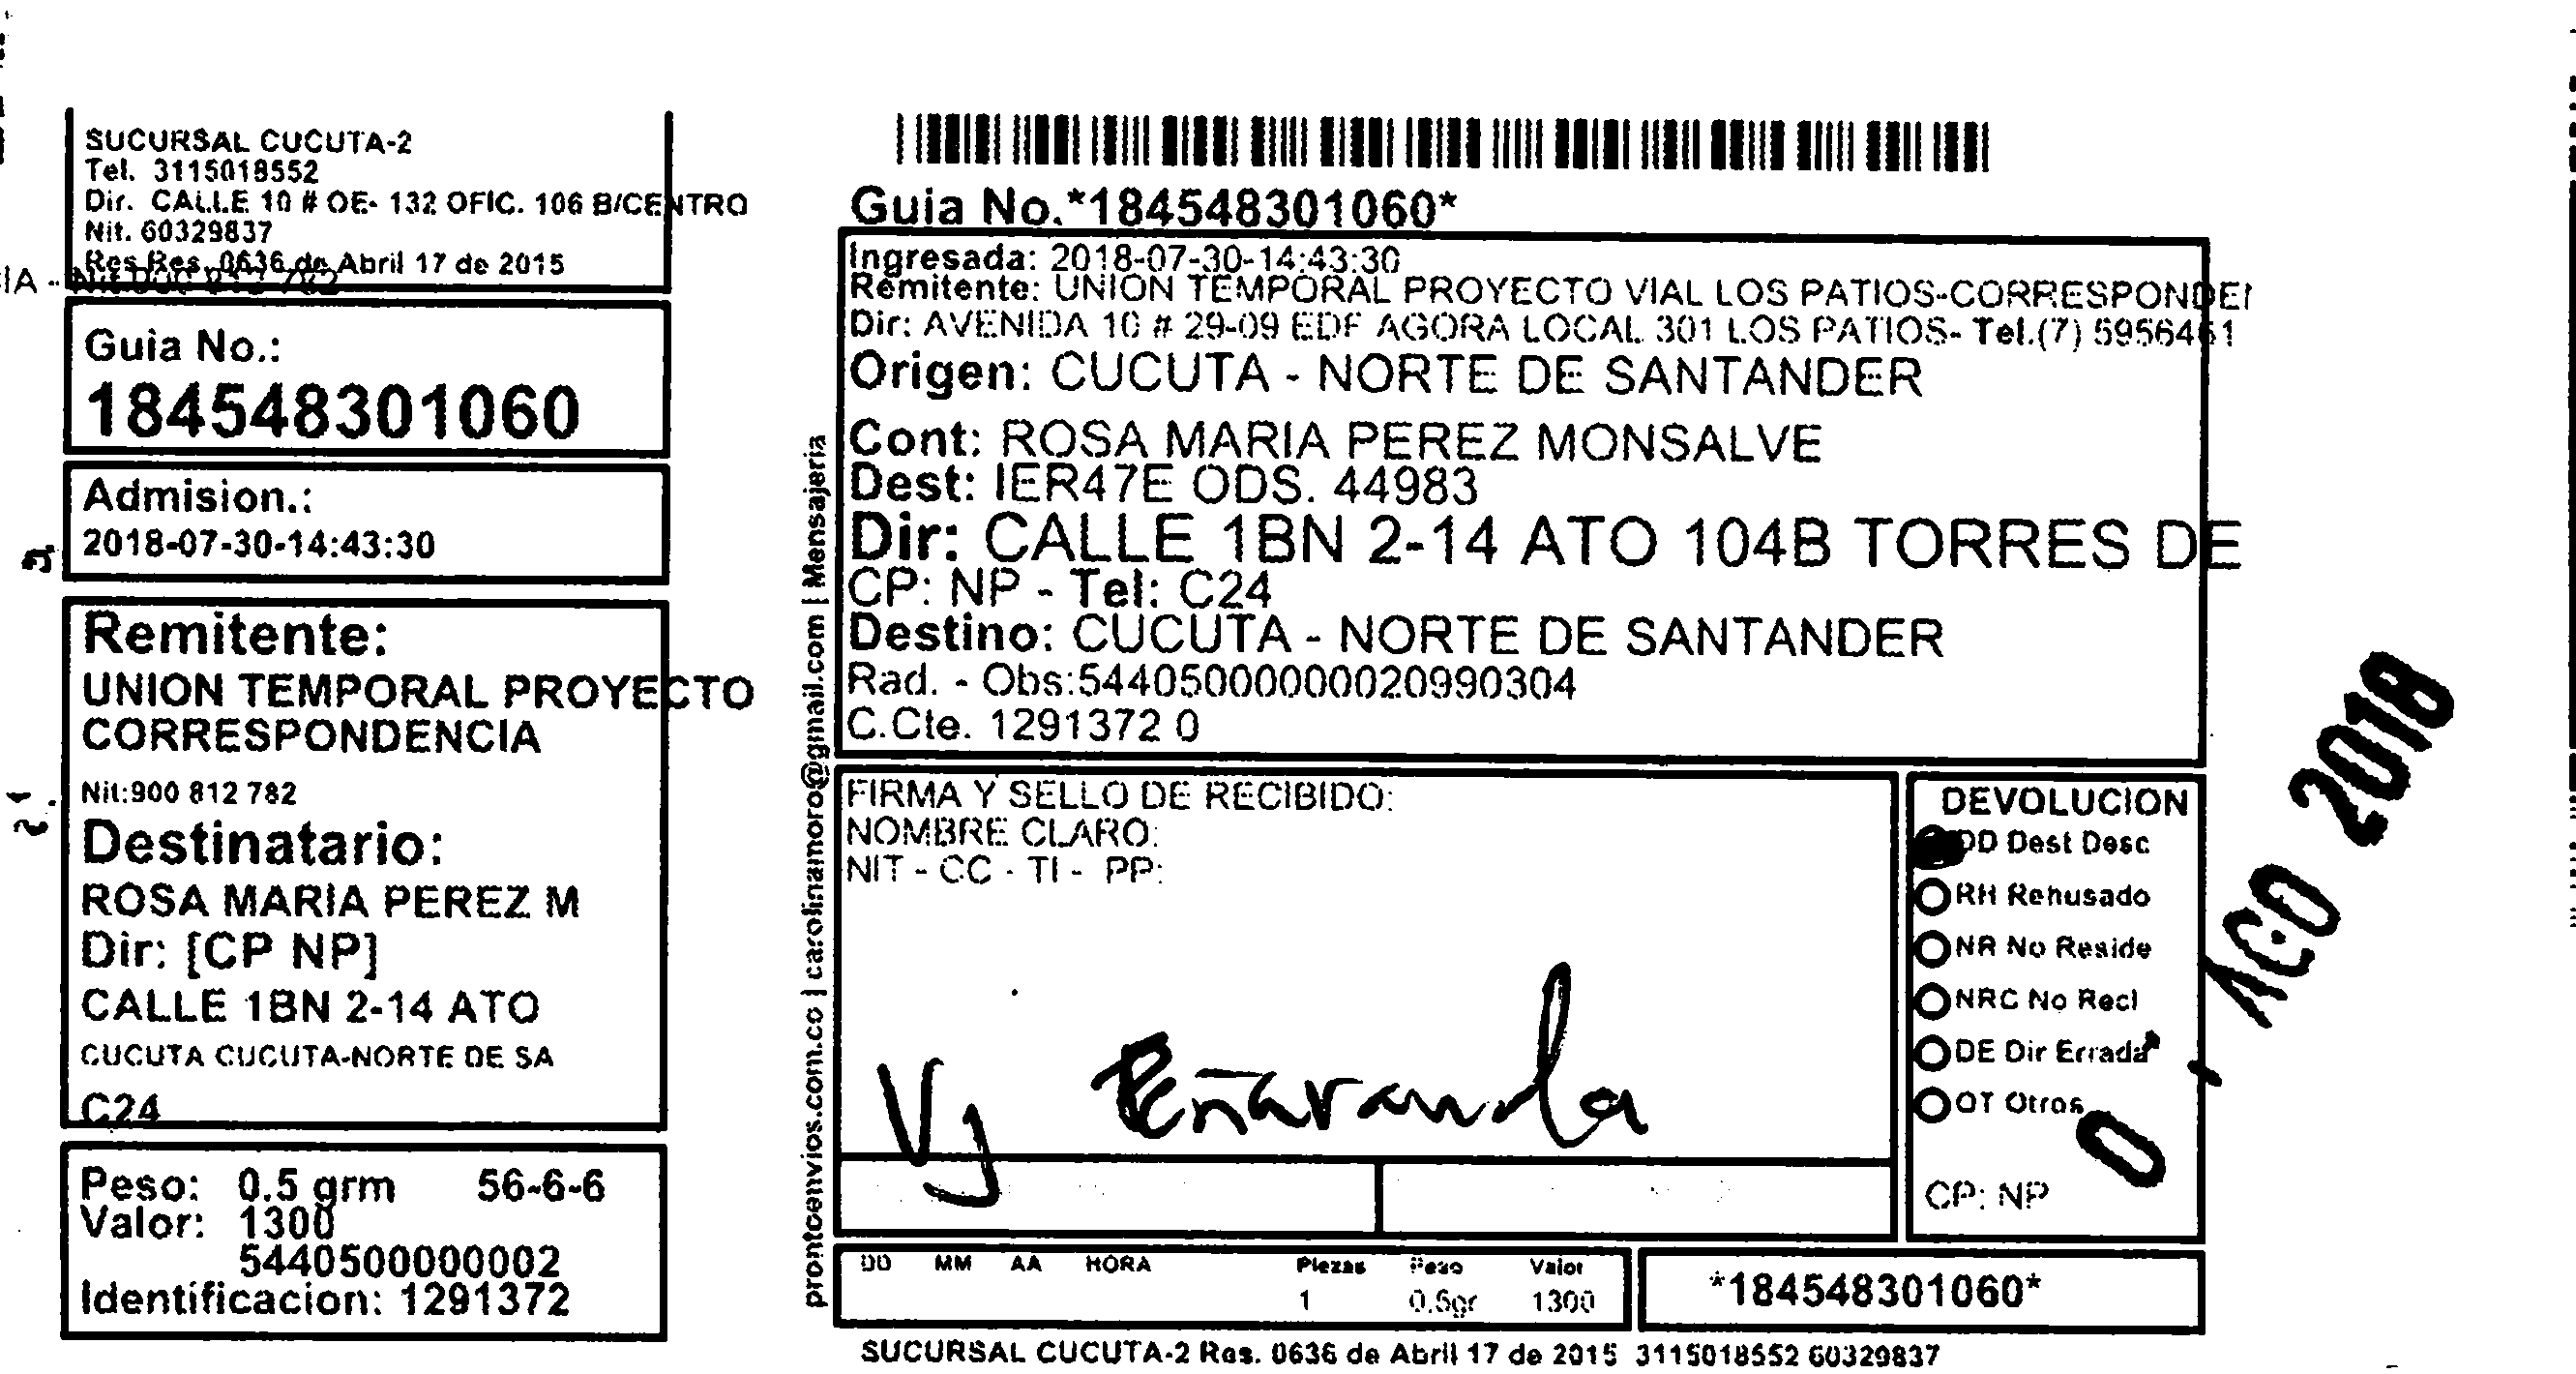 SUCURSAL CUCUTA-2
Tel. 3115018552
Dir. CALLE 10 # OE- 132 OFIC. 106 B/CENTRO
Nit. 60329837
Res Res. 0636 de Abril 17 de 2015
Guia No.:
184548301060
Admision.:
2018-07-30-14:43:30
Remitente:
UNION TEMPORAL PROYECTO
CORRESPONDENCIA
Nit:900 812 782
Destinatario:
ROSA MARIA PEREZ M
Dir: [CP NP]
CALLE 1BN 2-14 ATO
CUCUTA CUCUTA-NORTE DE SA
C24
Peso: 0.5 grm 56-6-6
Valor: 1300
5440500000002
Identificacion: 1291372
prontoenvios.com.co | carolinamoro@gmail.com | Mensajeria
Guia No.*184548301060*
Ingresada: 2018-07-30-14:43:30
Remitente: UNION TEMPORAL PROYECTO VIAL LOS PATIOS-CORRESPONDEN
Dir: AVENIDA 10 # 29-09 EDF AGORA LOCAL 301 LOS PATIOS- Tel.(7) 5956461
Origen: CUCUTA - NORTE DE SANTANDER
Cont: ROSA MARIA PEREZ MONSALVE
Dest: IER47E ODS. 44983
Dir: CALLE 1BN 2-14 ATO 104B TORRES DE
CP: NP - Tel: C24
Destino: CUCUTA - NORTE DE SANTANDER
Rad. - Obs:544050000000020990304
C.Cte. 1291372 0
FIRMA Y SELLO DE RECIBIDO:
NOMBRE CLARO:
NIT - CC - TI - PP:
Peñaranda
DEVOLUCION
DD Dest Desc
RH Rehusado
NR No Reside
NRC No Recl
DE Dir Errada
OT Otros
CP: NP
AGO 2018
DD MM AA HORA Piezas Peso Valor
1 0.5gr 1300
*184548301060*
SUCURSAL CUCUTA-2 Res. 0636 de Abril 17 de 2015 3115018552 60329837